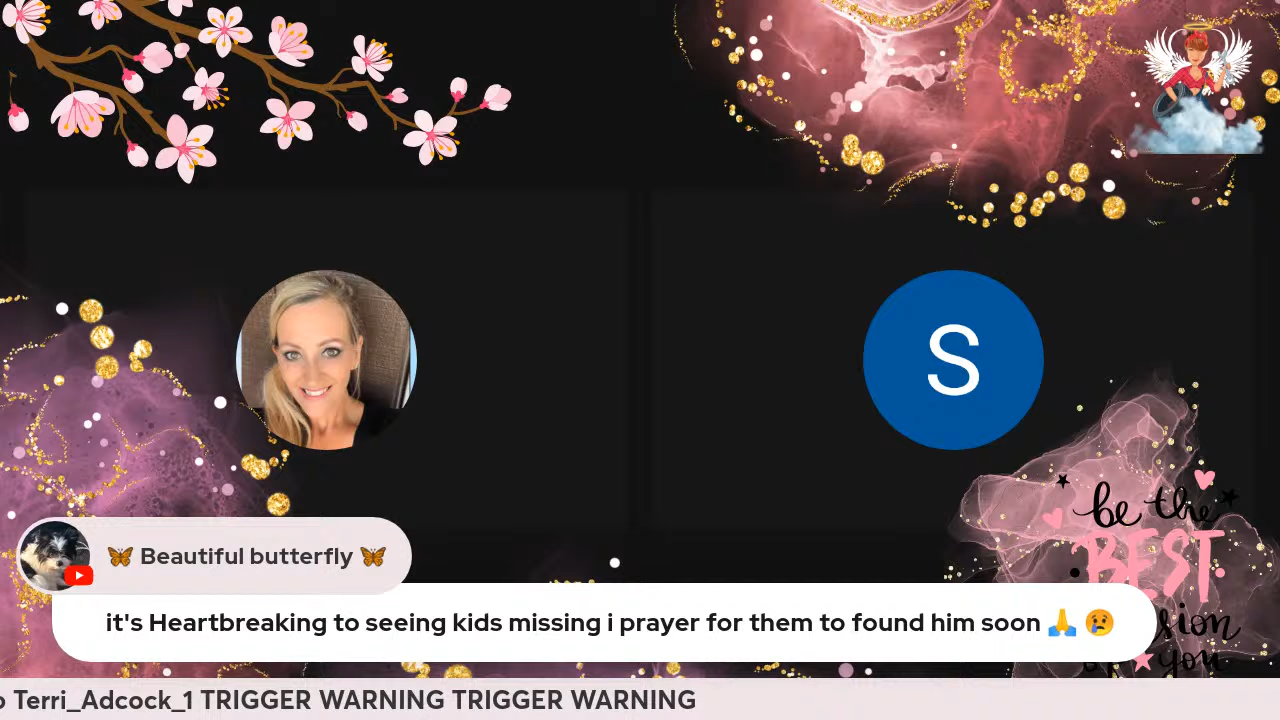 S
be the
BEST
of you
🦋 Beautiful butterfly 🦋
it's Heartbreaking to seeing kids missing i prayer for them to found him soon 🙏 😢
Terri_Adcock_1 TRIGGER WARNING TRIGGER WARNING